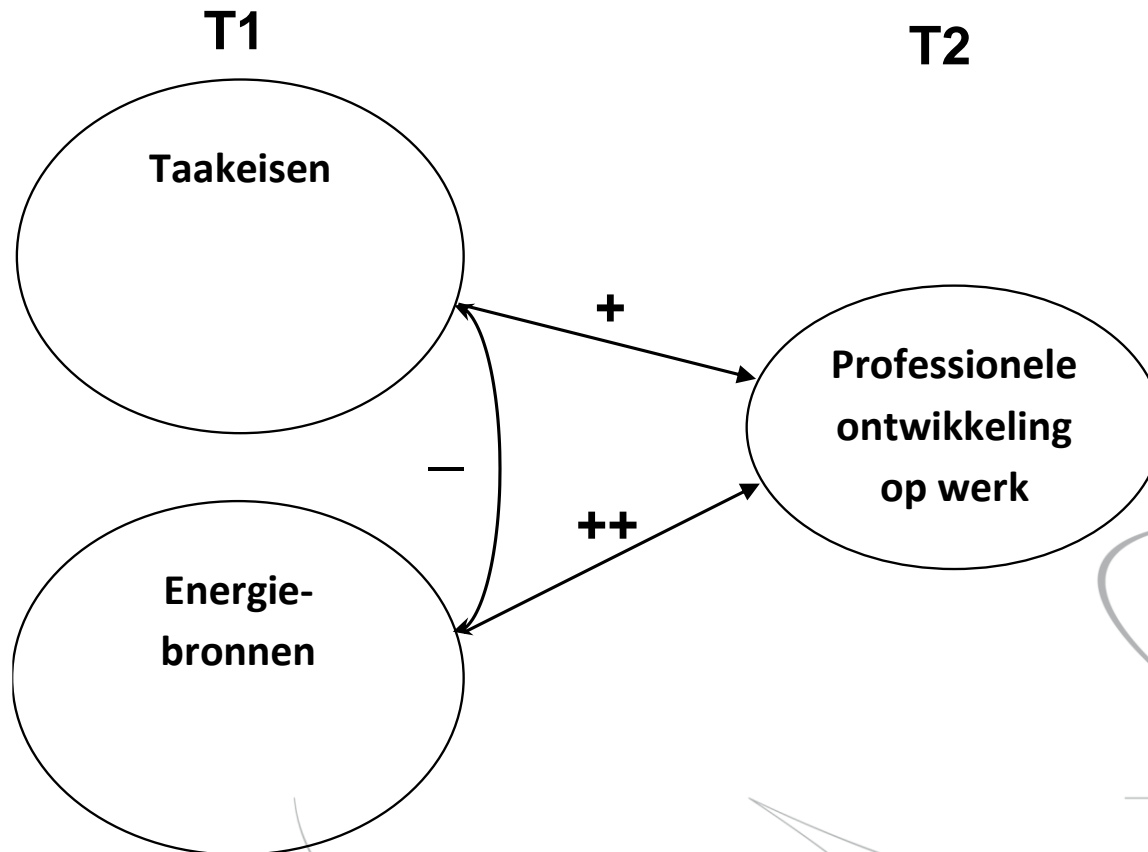 T1
T2
Taakeisen
+
Professionele
ontwikkeling
op werk
—
++
Energie-
bronnen